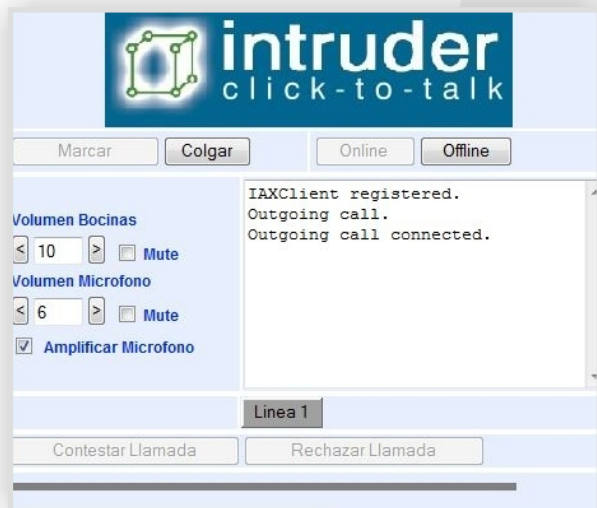 intruder
click-to-talk
Marcar Colgar Online Offline
IAXClient registered.
Outgoing call.
Outgoing call connected.
Volumen Bocinas
< 10 > Mute
Volumen Microfono
< 6 > Mute
Amplificar Microfono
Linea 1
Contestar Llamada Rechazar Llamada